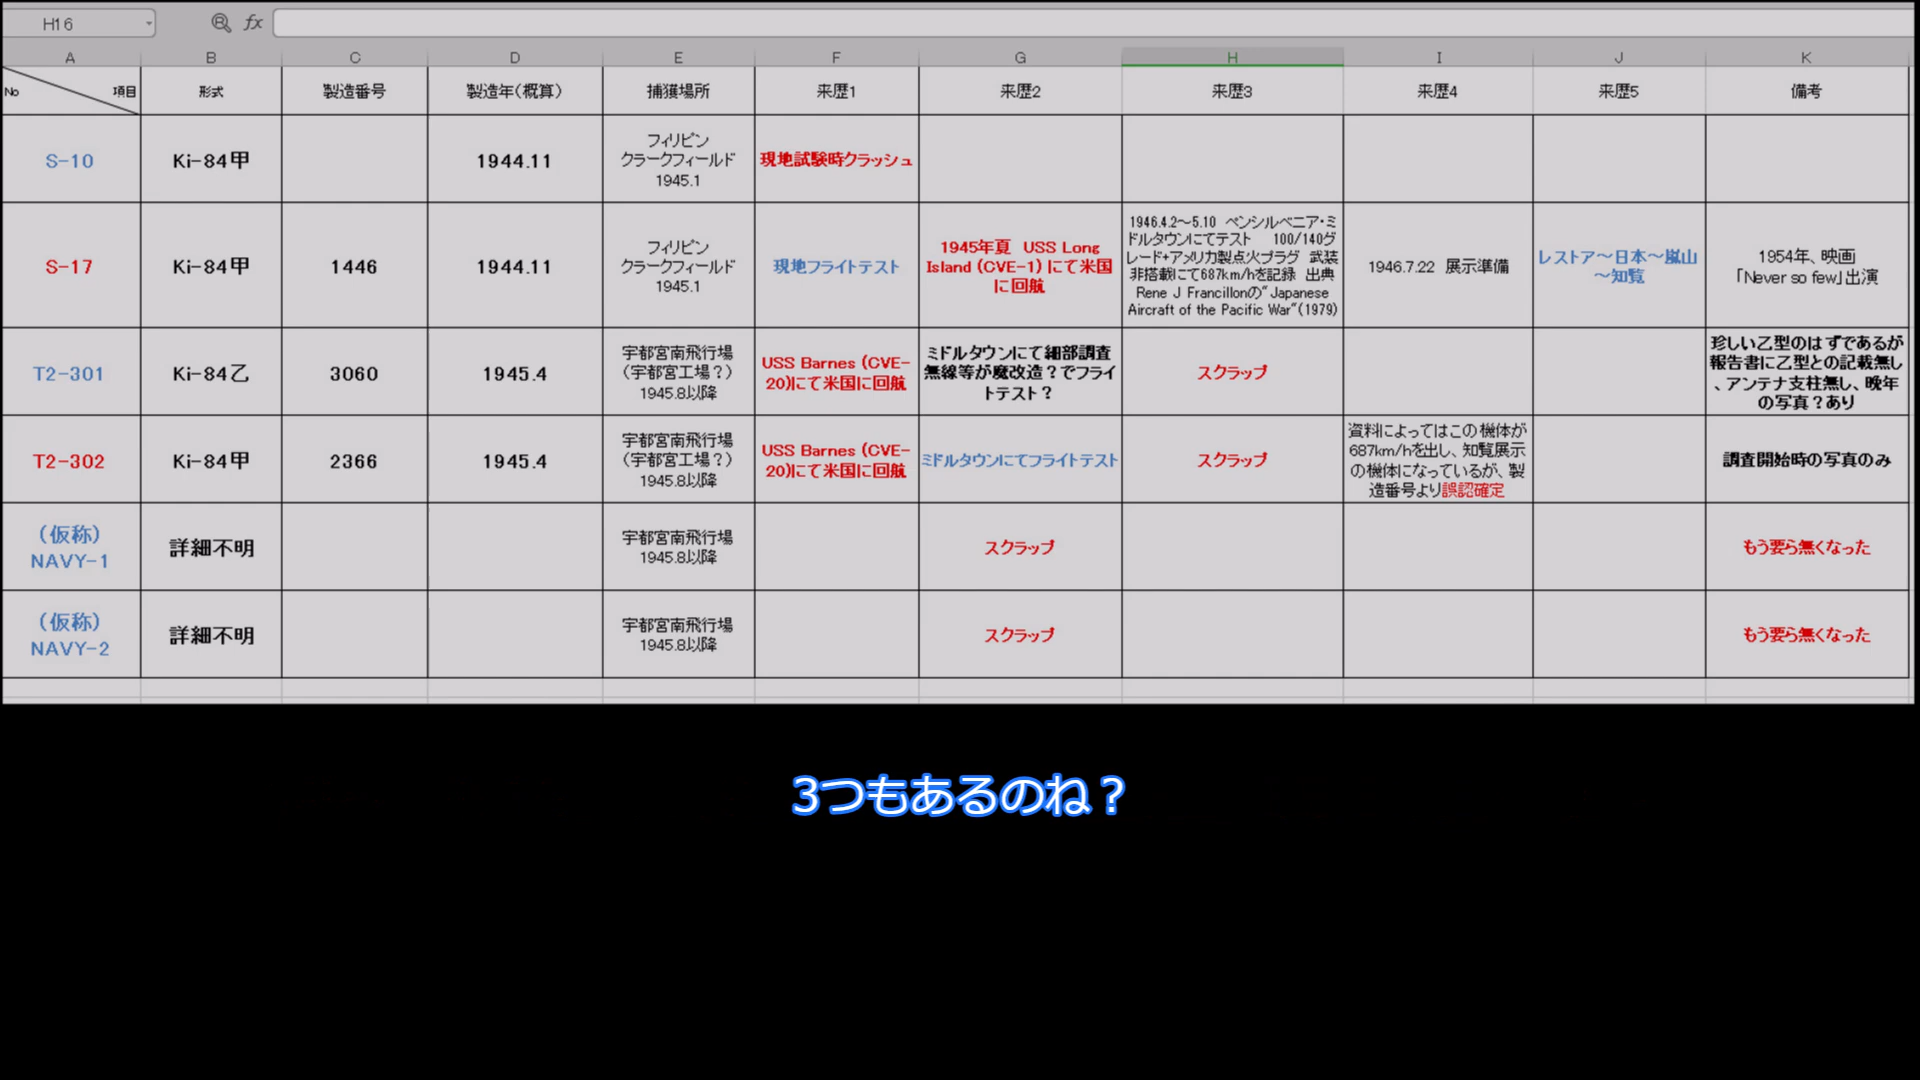 H16
fx
A B C D E F G H I J K
No 項目 形式 製造番号 製造年(概算) 捕獲場所 来歴1 来歴2 来歴3 来歴4 来歴5 備考
S-10
Ki-84甲
1944.11
フィリピン
クラークフィールド
1945.1
現地試験時クラッシュ
S-17
Ki-84甲
1446
1944.11
フィリピン
クラークフィールド
1945.1
現地フライトテスト
1945年夏 USS Long
Island (CVE-1) にて米国
に回航
1946.4.2～5.10 ペンシルベニア・ミ
ドルタウンにてテスト 100/140グ
レード+アメリカ製点火プラグ 武装
非搭載にて687km/hを記録 出典
Rene J Francillonの"Japanese
Aircraft of the Pacific War"(1979)
1946.7.22 展示準備
レストア～日本～嵐山
～知覧
1954年、映画
「Never so few」出演
T2-301
Ki-84乙
3060
1945.4
宇都宮南飛行場
(宇都宮工場?)
1945.8以降
USS Barnes (CVE-
20)にて米国に回航
ミドルタウンにて細部調査
無線等が魔改造?でフライ
トテスト?
スクラップ
珍しい乙型のはずであるが
報告書に乙型との記載無し
、アンテナ支柱無し、晩年
の写真?あり
T2-302
Ki-84甲
2366
1945.4
宇都宮南飛行場
(宇都宮工場?)
1945.8以降
USS Barnes (CVE-
20)にて米国に回航
ミドルタウンにてフライトテスト
スクラップ
資料によってはこの機体が
687km/hを出し、知覧展示
の機体になっているが、製
造番号より誤認確定
調査開始時の写真のみ
(仮称)
NAVY-1
詳細不明
宇都宮南飛行場
1945.8以降
スクラップ
もう要ら無くなった
(仮称)
NAVY-2
詳細不明
宇都宮南飛行場
1945.8以降
スクラップ
もう要ら無くなった
3つもあるのね？